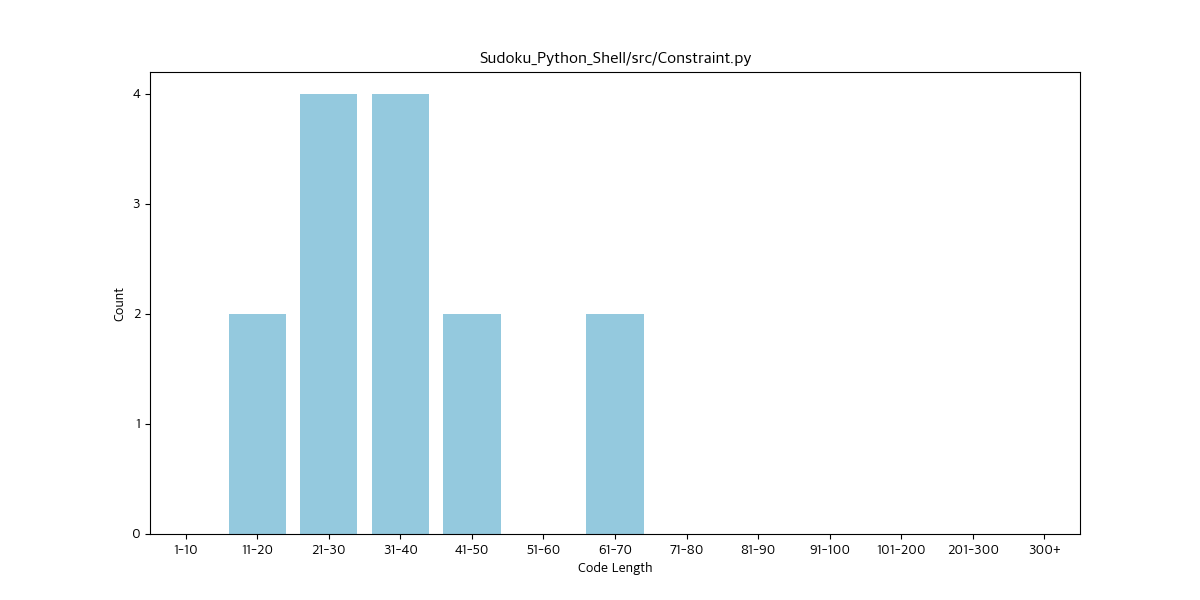 Sudoku_Python_Shell/src/Constraint.py
4
3
2
1
0
Count
1-10 11-20 21-30 31-40 41-50 51-60 61-70 71-80 81-90 91-100 101-200 201-300 300+
Code Length